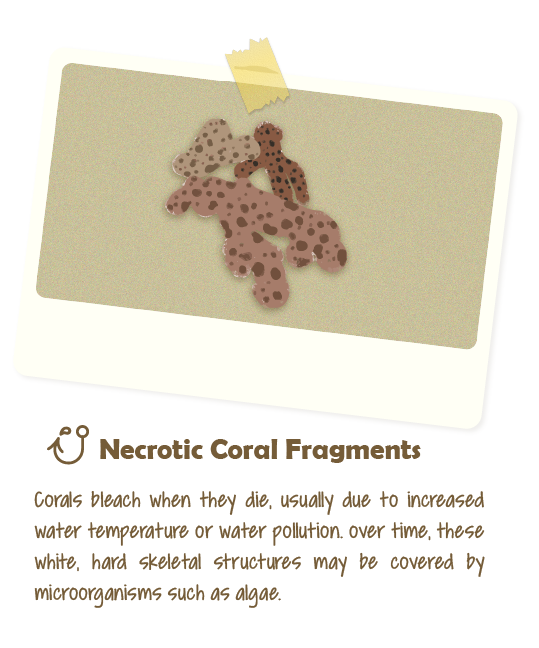 Necrotic Coral Fragments
Corals bleach when they die, usually due to increased
water temperature or water pollution. over time, these
white, hard skeletal structures may be covered by
microorganisms such as algae.